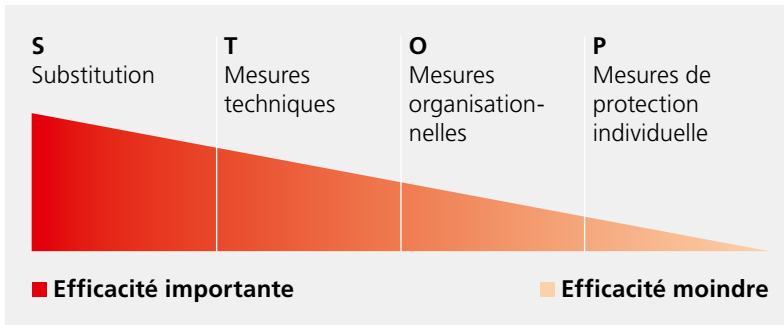 S
Substitution
T
Mesures
techniques
O
Mesures
organisation-
nelles
P
Mesures de
protection
individuelle
Efficacité importante
Efficacité moindre